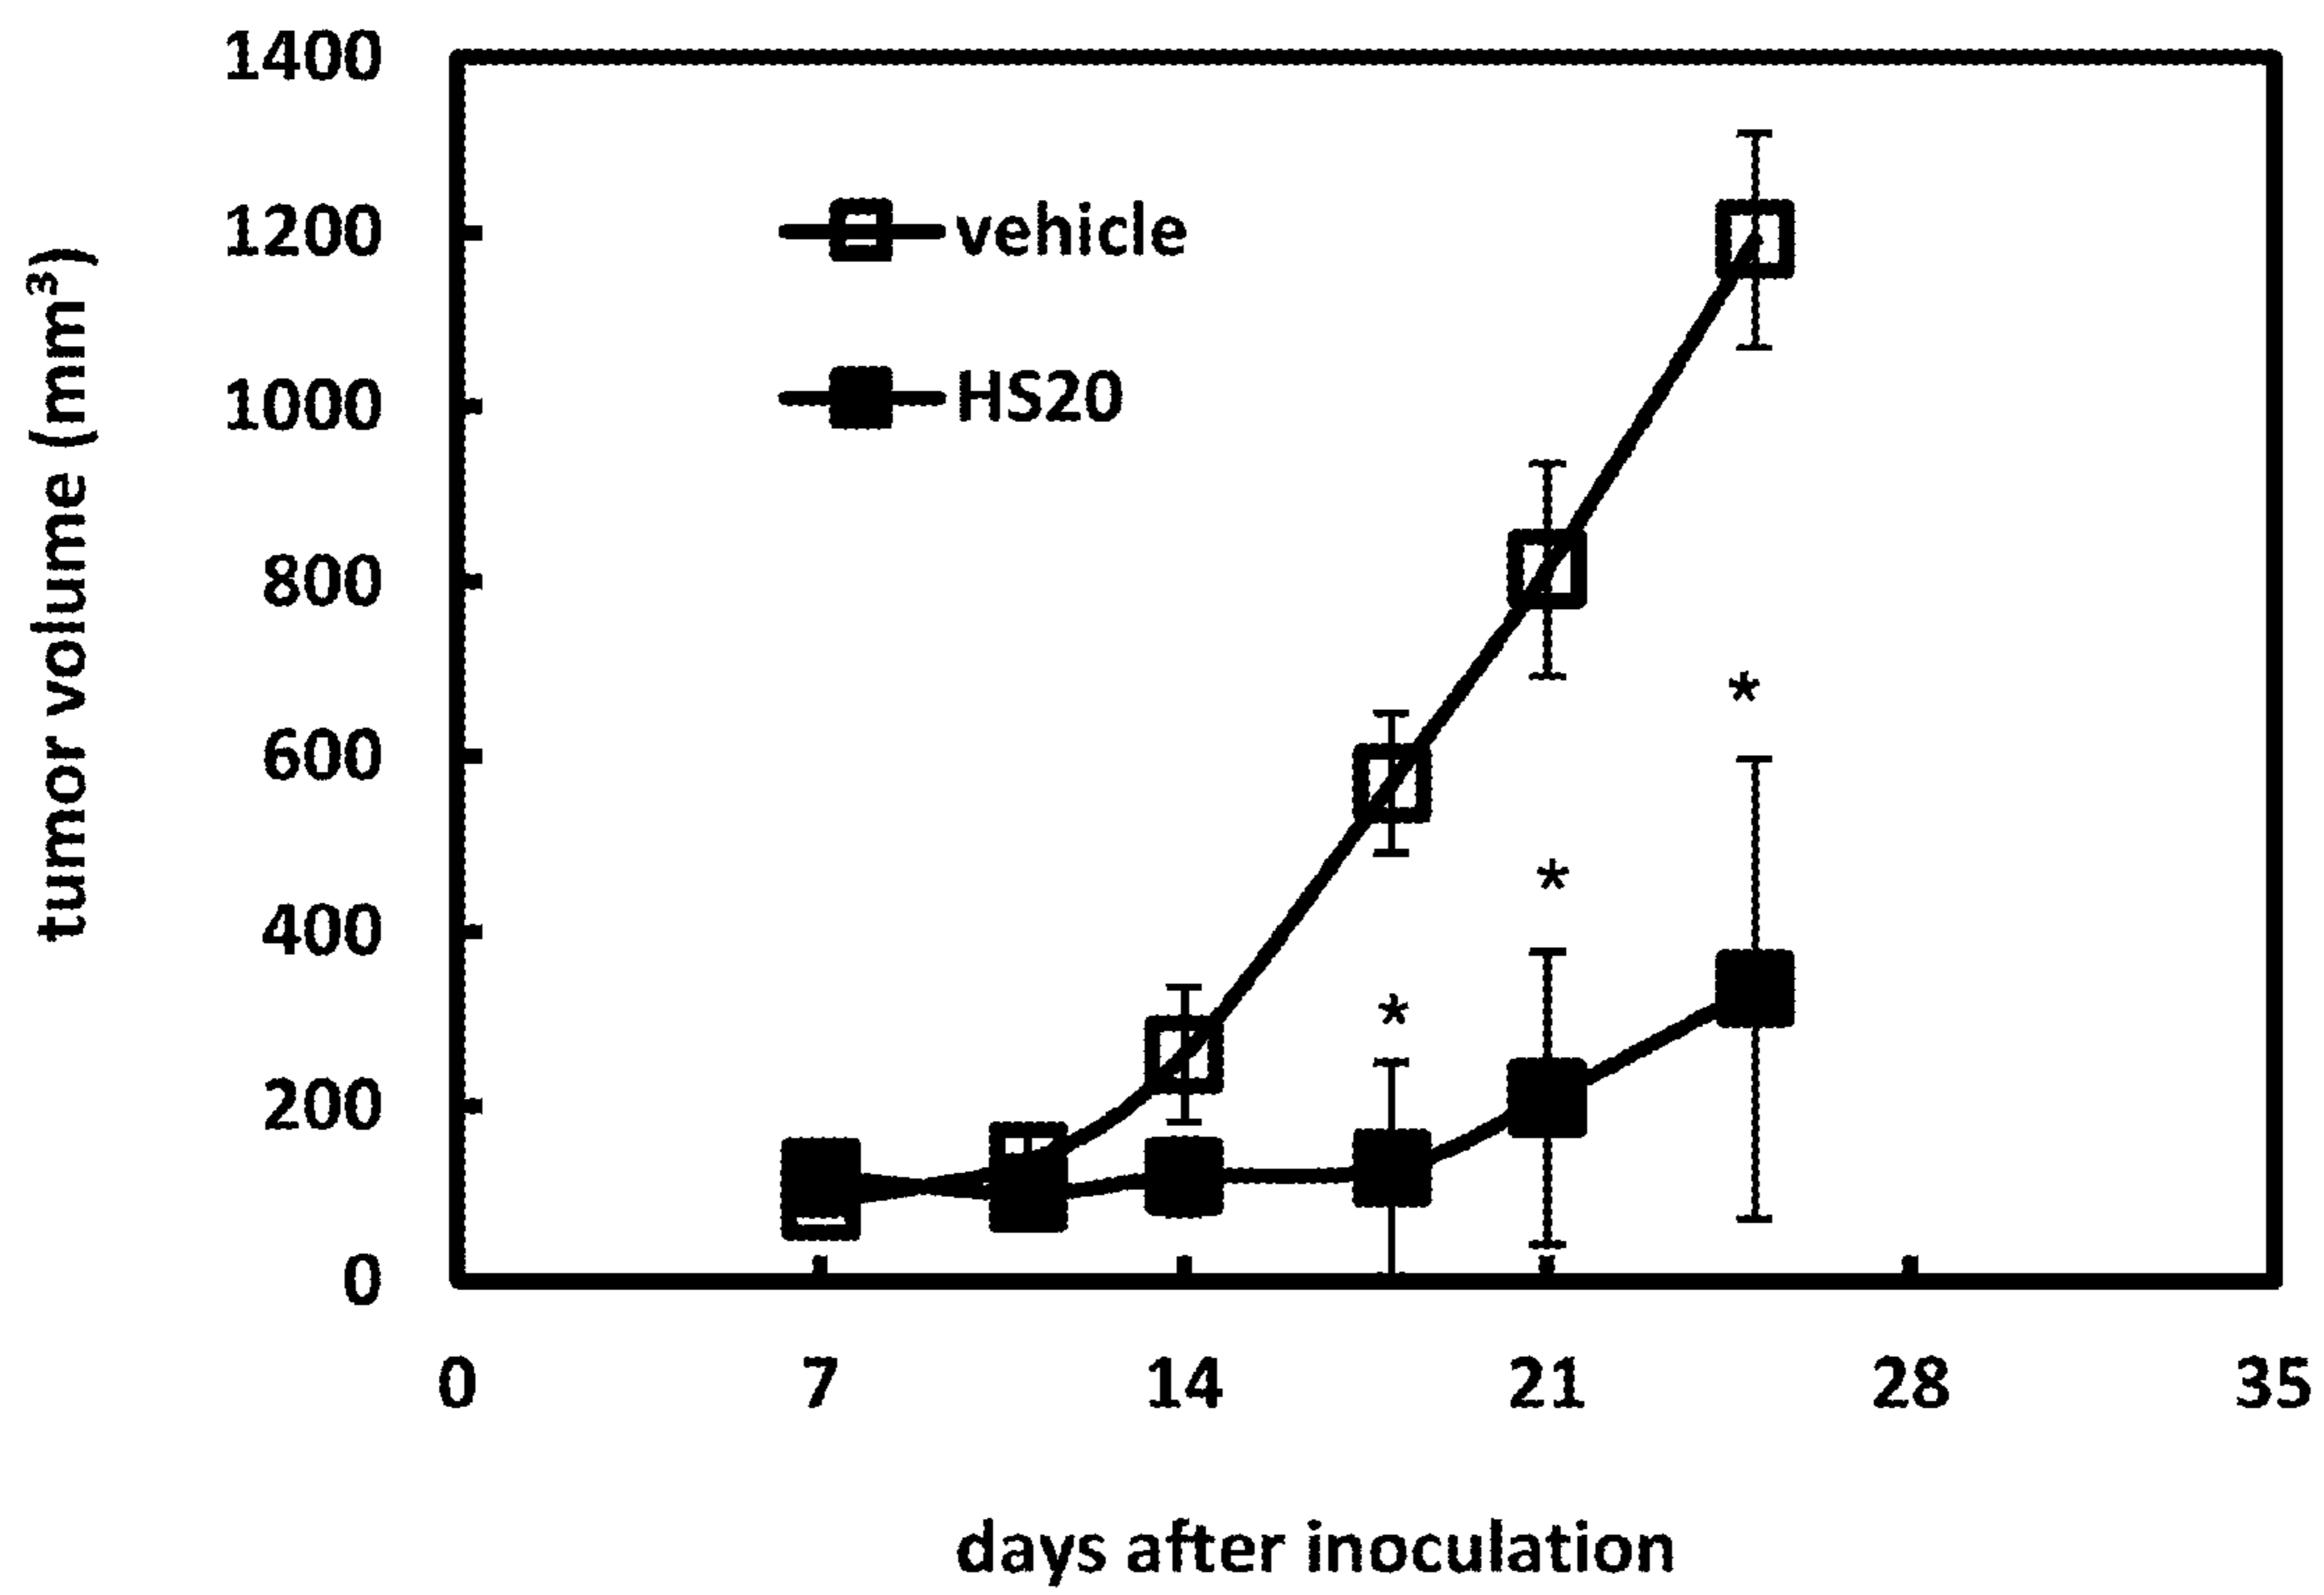 1400
1200
1000
800
600
400
200
0
tumor volume (mm³)
vehicle
HS20
*
*
*
0 7 14 21 28 35
days after inoculation